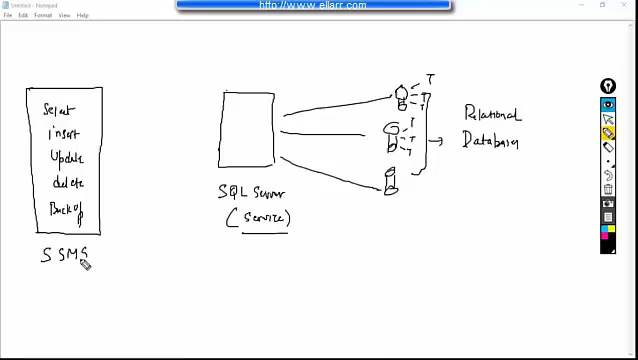 Untitled - Notepad
http://www.ellarr.com
File Edit Format View Help
Select
insert
Update
delete
Backup
SSMS
SQL Server
(Service)
T
T
T
T
T
T
Relational
Database